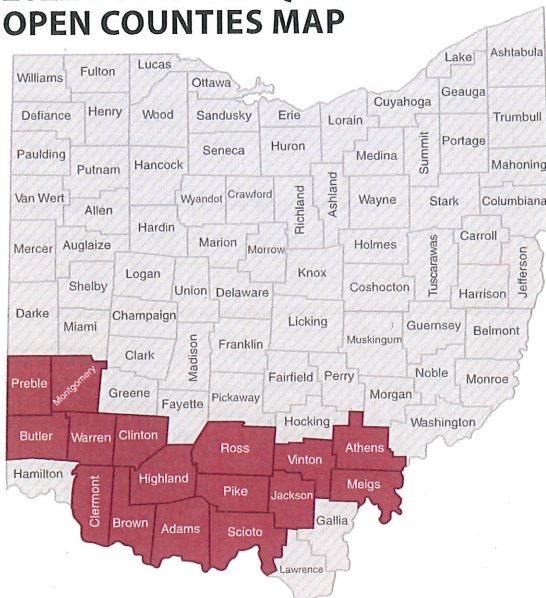 OPEN COUNTIES MAP
Williams
Fulton
Lucas
Ottawa
Lake
Ashtabula
Geauga
Cuyahoga
Defiance
Henry
Wood
Sandusky
Erie
Lorain
Trumbull
Paulding
Putnam
Hancock
Seneca
Huron
Medina
Summit
Portage
Mahoning
Van Wert
Allen
Wyandot
Crawford
Richland
Ashland
Wayne
Stark
Columbiana
Hardin
Mercer
Auglaize
Marion
Morrow
Holmes
Tuscarawas
Carroll
Jefferson
Logan
Shelby
Union
Delaware
Knox
Coshocton
Harrison
Darke
Miami
Champaign
Licking
Muskingum
Guernsey
Belmont
Clark
Madison
Franklin
Fairfield
Perry
Noble
Monroe
Preble
Montgomery
Greene
Fayette
Pickaway
Morgan
Hocking
Washington
Butler
Warren
Clinton
Ross
Vinton
Athens
Hamilton
Clermont
Highland
Pike
Jackson
Meigs
Brown
Adams
Scioto
Gallia
Lawrence